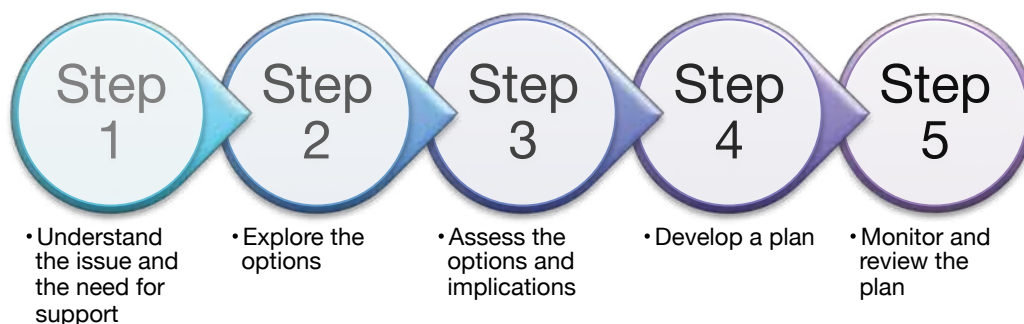 Step
1
Step
2
Step
3
Step
4
Step
5
• Understand
the issue and
the need for
support
• Explore the
options
• Assess the
options and
implications
• Develop a plan
• Monitor and
review the
plan